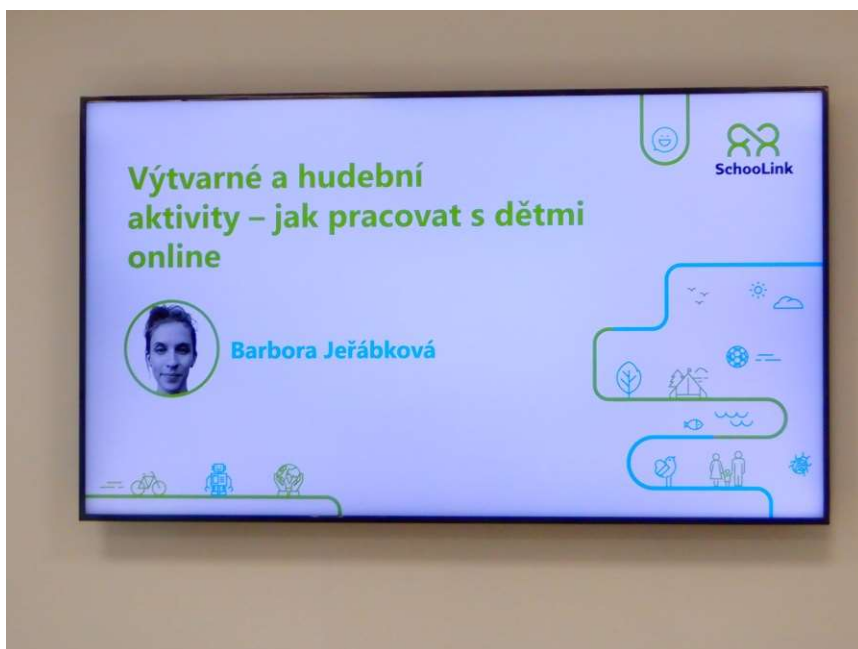 Výtvarné a hudební
aktivity – jak pracovat s dětmi
online
Barbora Jeřábková
SchooLink